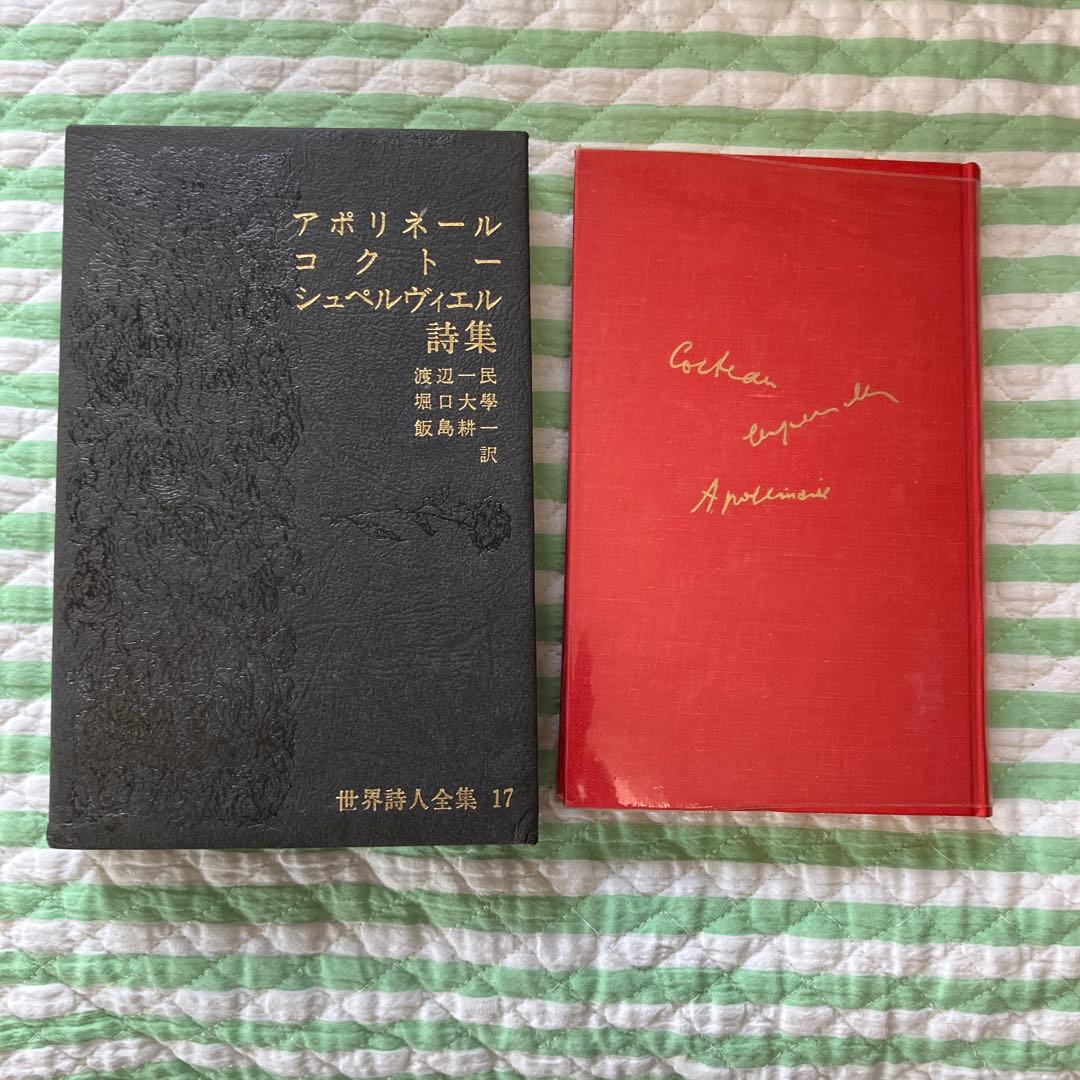 アポリネール
コクトー
シュペルヴィエル
詩集
渡辺一民
堀口大學
飯島耕一
訳
世界詩人全集 17
Cocteau
Apollinaire